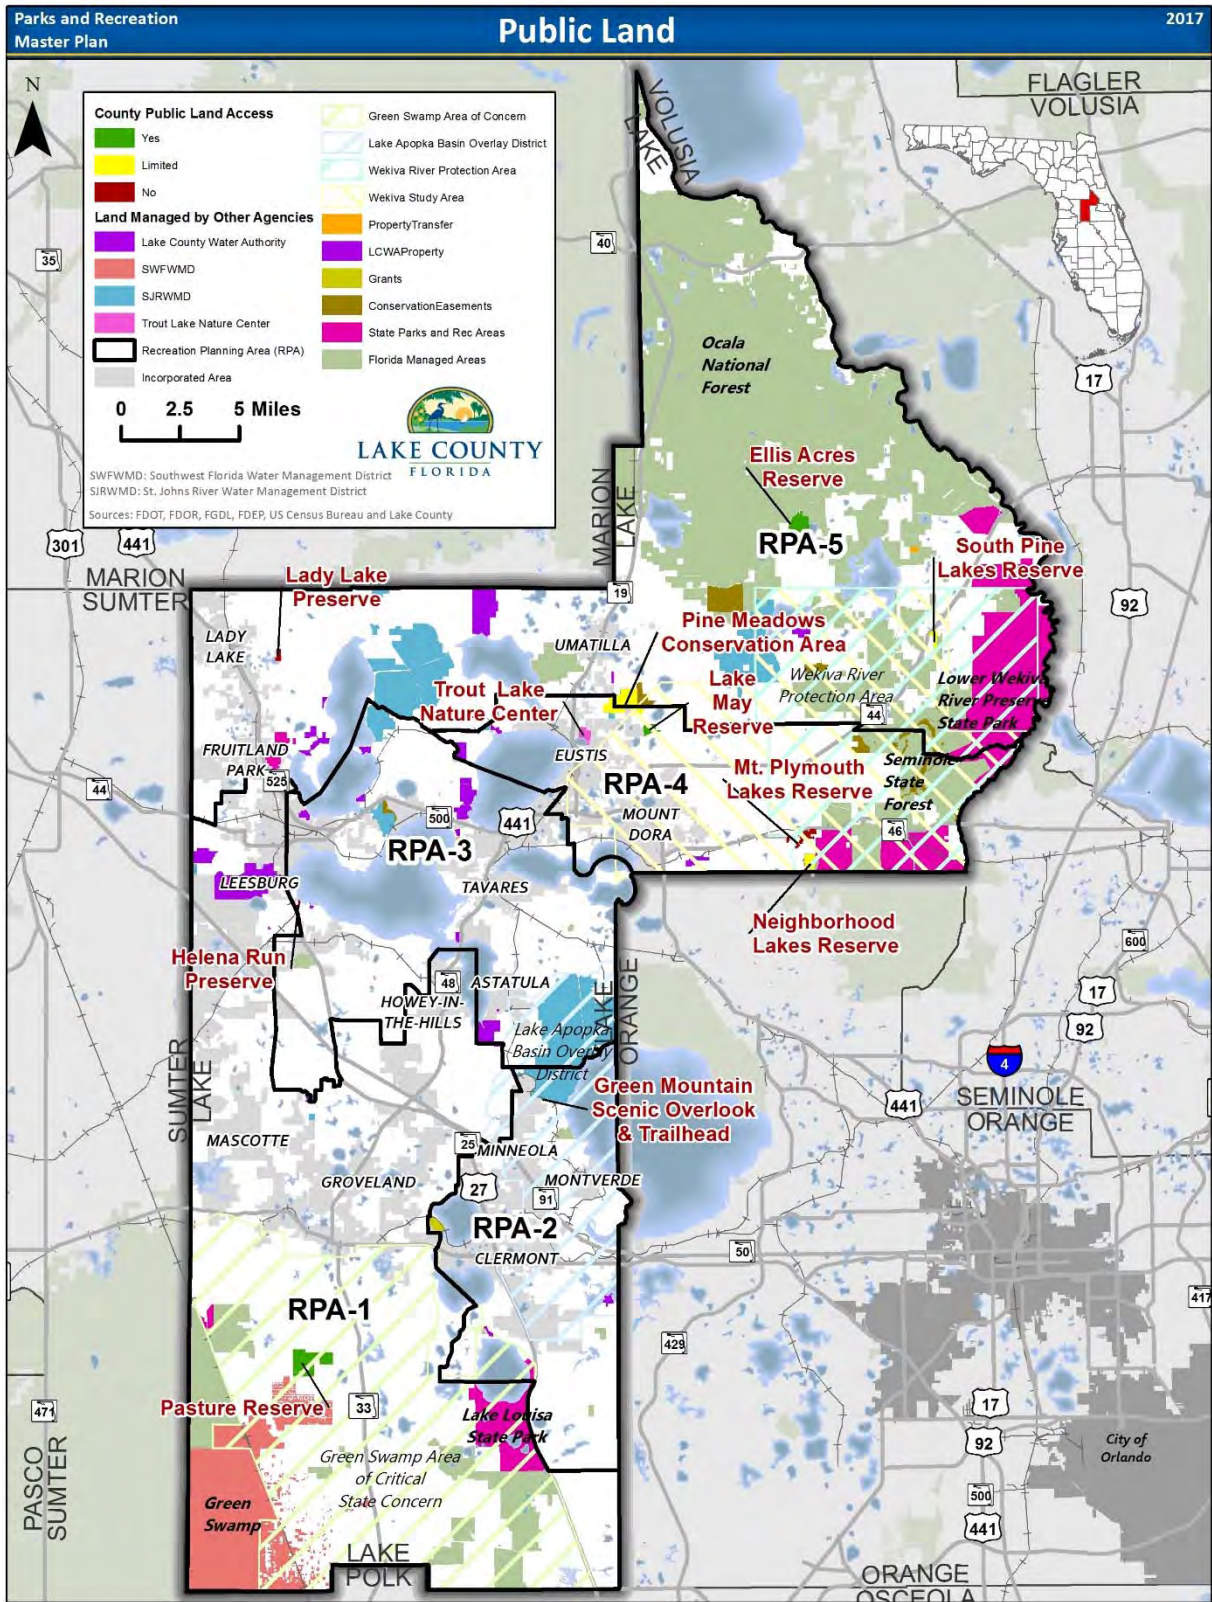 Parks and Recreation
Master Plan
Public Land
2017
N
County Public Land Access
Yes
Limited
No
Land Managed by Other Agencies
Lake County Water Authority
SWFWMD
SJRWMD
Trout Lake Nature Center
Recreation Planning Area (RPA)
Incorporated Area
Green Swamp Area of Concern
Lake Apopka Basin Overlay District
Wekiva River Protection Area
Wekiva Study Area
PropertyTransfer
LCWAProperty
Grants
ConservationEasements
State Parks and Rec Areas
Florida Managed Areas
0 2.5 5 Miles
LAKE COUNTY
FLORIDA
SWFWMD: Southwest Florida Water Management District
SJRWMD: St. Johns River Water Management District
Sources: FDOT, FDOR, FGDL, FDEP, US Census Bureau and Lake County
VOLUSIA
LAKE
FLAGLER
VOLUSIA
35
40
17
Ocala
National
Forest
Ellis Acres
Reserve
MARION
LAKE
RPA-5
301
441
MARION
SUMTER
Lady Lake
Preserve
19
South Pine
Lakes Reserve
92
LADY
LAKE
UMATILLA
Pine Meadows
Conservation Area
Wekiva River
Protection Area
Lower Wekiva
River Preserve
State Park
Trout Lake
Nature Center
Lake
May
Reserve
44
FRUITLAND
PARK
525
44
EUSTIS
RPA-4
Mt. Plymouth
Lakes Reserve
Seminole
State
Forest
500
441
MOUNT
DORA
46
RPA-3
LEESBURG
TAVARES
Neighborhood
Lakes Reserve
Helena Run
Preserve
600
48
ASTATULA
HOWEY-IN-
THE-HILLS
17
92
LAKE
ORANGE
Lake Apopka
Basin Overlay
District
4
SUMTER
LAKE
Green Mountain
Scenic Overlook
& Trailhead
441
SEMINOLE
ORANGE
MASCOTTE
25
MINNEOLA
GROVELAND
27
91
MONTVERDE
RPA-2
CLERMONT
50
RPA-1
417
429
Pasture Reserve
33
471
Lake Louisa
State Park
17
92
City of
Orlando
Green Swamp Area
of Critical
State Concern
PASCO
SUMTER
Green
Swamp
500
441
LAKE
POLK
ORANGE
OSCEOLA